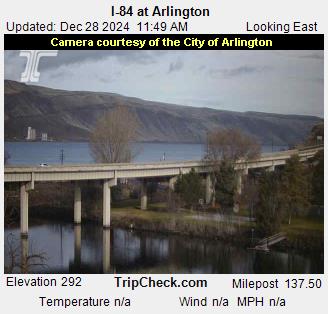 I-84 at Arlington
Updated: Dec 28 2024 11:49 AM Looking East
Camera courtesy of the City of Arlington
Elevation 292 TripCheck.com Milepost 137.50
Temperature n/a Wind n/a MPH n/a